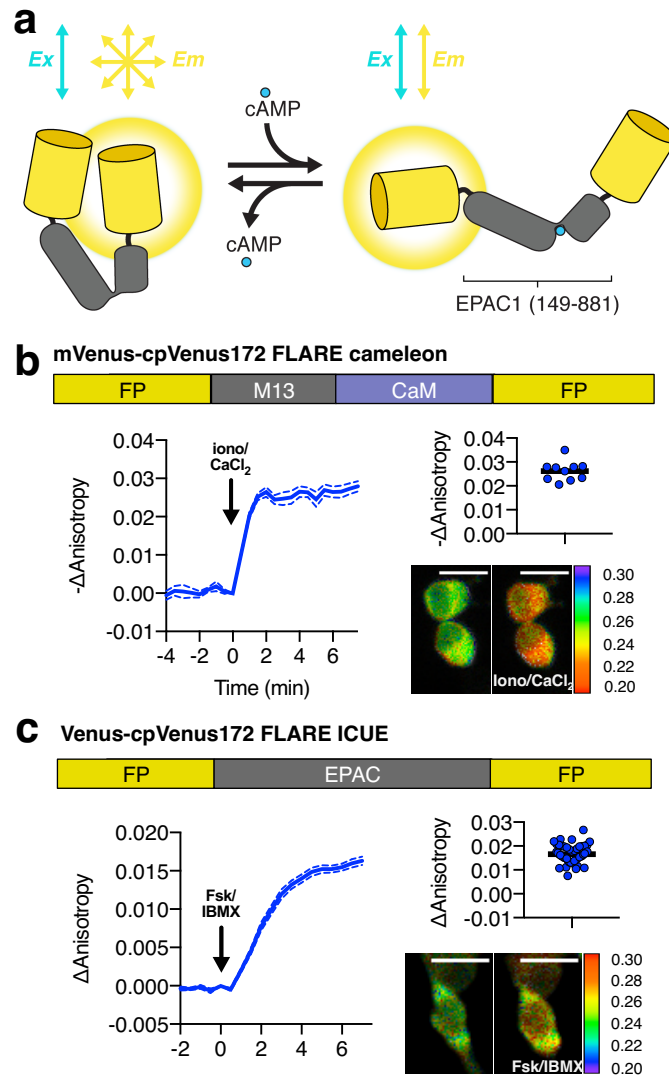 a
Ex Em Ex Em
cAMP
cAMP
EPAC1 (149-881)
b mVenus-cpVenus172 FLARE cameleon
FP M13 CaM FP
-ΔAnisotropy
0.04
0.03
0.02
0.01
0.00
-0.01
iono/
CaCl₂
-4 -2 0 2 4 6
Time (min)
-ΔAnisotropy
0.04
0.03
0.02
0.01
0.00
Iono/CaCl₂
0.30
0.28
0.26
0.24
0.22
0.20
c Venus-cpVenus172 FLARE ICUE
FP EPAC FP
ΔAnisotropy
0.020
0.015
0.010
0.005
0.000
-0.005
Fsk/
IBMX
-2 0 2 4 6
ΔAnisotropy
0.03
0.02
0.01
0.00
-0.01
Fsk/IBMX
0.30
0.28
0.26
0.24
0.22
0.20